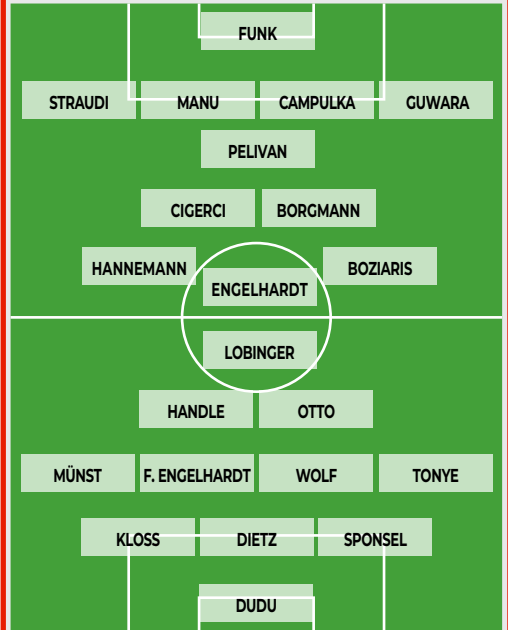 FUNK
STRAUDI MANU CAMPULKA GUWARA
PELIVAN
CIGERCI BORGMANN
HANNEMANN BOZIARIS
ENGELHARDT
LOBINGER
HANDLE OTTO
MÜNST F. ENGELHARDT WOLF TONYE
KLOSS DIETZ SPONSEL
DUDU